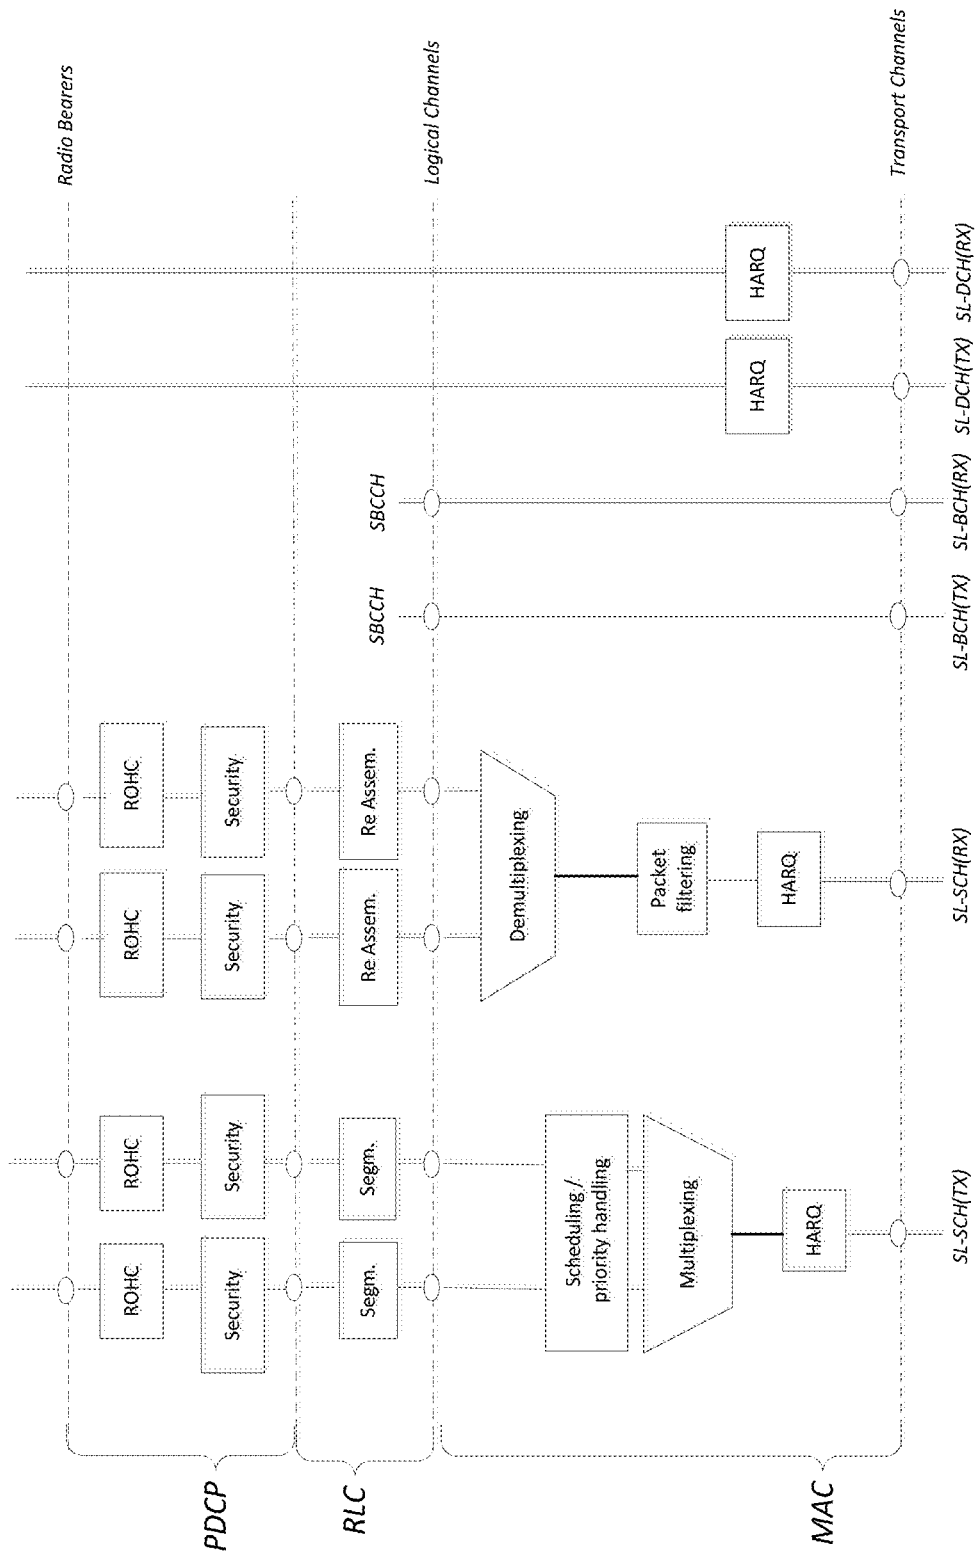 Radio Bearers
Logical Channels
Transport Channels
PDCP
RLC
MAC
ROHC
ROHC
ROHC
ROHC
Security
Security
Security
Security
Segm.
Segm.
Re Assem.
Re Assem.
SBCCH
SBCCH
Scheduling /
priority handling
Multiplexing
HARQ
Demultiplexing
Packet
filtering
HARQ
HARQ
HARQ
SL-SCH(TX)
SL-SCH(RX)
SL-BCH(TX)
SL-BCH(RX)
SL-DCH(TX)
SL-DCH(RX)